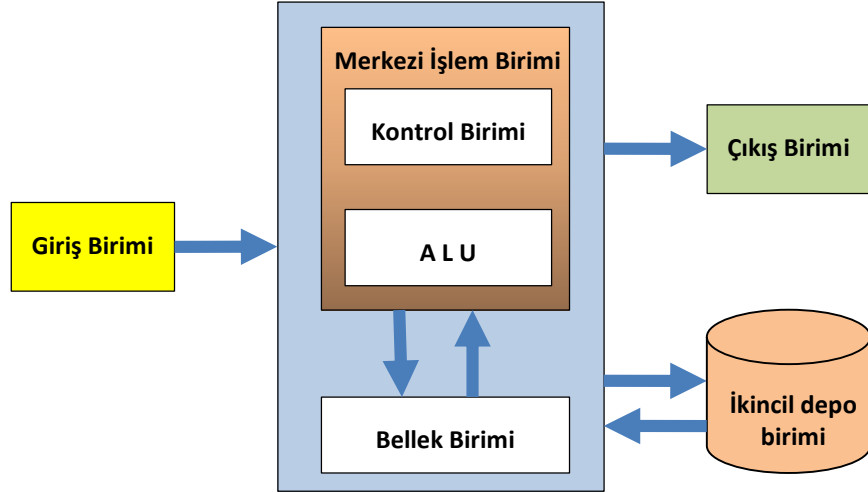 Merkezi İşlem Birimi
Kontrol Birimi
Çıkış Birimi
Giriş Birimi
A L U
İkincil depo
birimi
Bellek Birimi